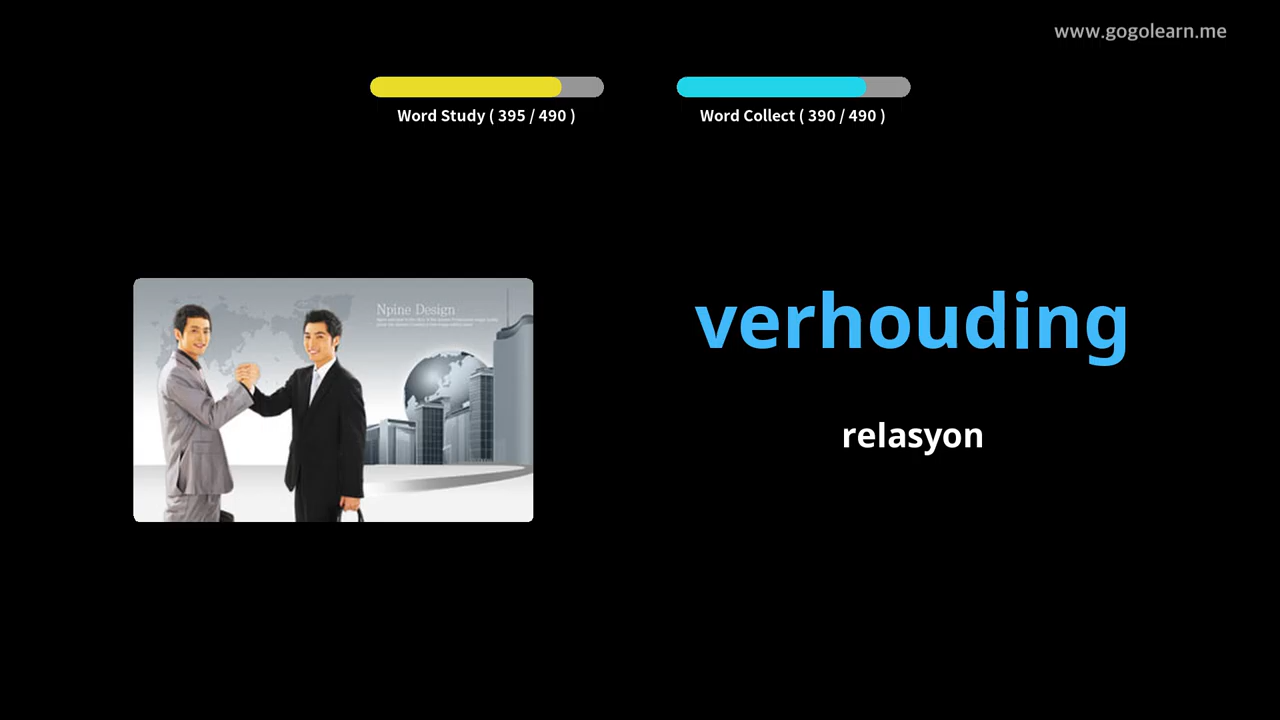 www.gogolearn.me
Word Study ( 395 / 490 )
Word Collect ( 390 / 490 )
Npine Design
verhouding
relasyon